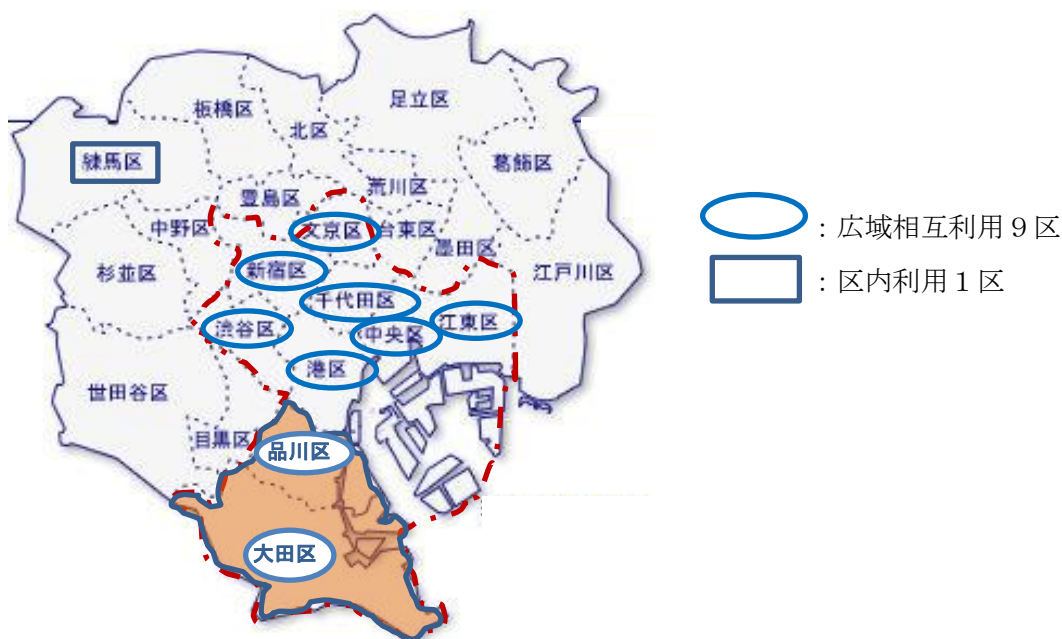 足立区
板橋区
北区
葛飾区
練馬区
荒川区
豊島区
中野区
文京区
台東区
墨田区
杉並区
新宿区
江戸川区
千代田区
渋谷区
中央区
江東区
港区
世田谷区
目黒区
品川区
大田区
：広域相互利用９区
：区内利用１区